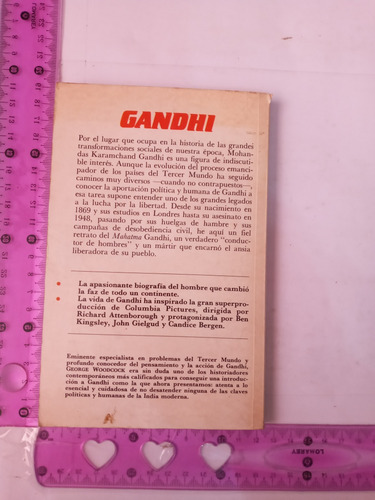 GANDHI
Por el lugar que ocupa en la historia de las grandes
transformaciones sociales de nuestra época, Mohan-
das Karamchand Gandhi es una figura de indiscuti-
ble interés. Aunque la evolución del proceso emanci-
pador de los países del Tercer Mundo ha seguido
caminos muy diversos —cuando no contrapuestos—,
conocer la aportación política y humana de Gandhi a
esa tarea supone entender uno de los grandes legados
a la lucha por la libertad. Desde su nacimiento en
1869 y sus estudios en Londres hasta su asesinato en
1948, pasando por sus huelgas de hambre y sus
campañas de desobediencia civil, he aquí un fiel
retrato del Mahatma Gandhi, un verdadero "conduc-
tor de hombres" y un mártir que encarnó el ansia
liberadora de su pueblo.
• La apasionante biografía del hombre que cambió
la faz de todo un continente.
• La vida de Gandhi ha inspirado la gran superpro-
ducción de Columbia Pictures, dirigida por
Richard Attenborough y protagonizada por Ben
Kingsley, John Gielgud y Candice Bergen.
Eminente especialista en problemas del Tercer Mundo y
profundo conocedor del pensamiento y la acción de Gandhi,
GEORGE WOODCOCK era sin duda uno de los historiadores
contemporáneos más calificados para conseguir una introduc-
ción a Gandhi como la que ahora presentamos: atenta a lo
esencial y cuidadosa de no desatender ninguna de las claves
políticas y humanas de la India moderna.